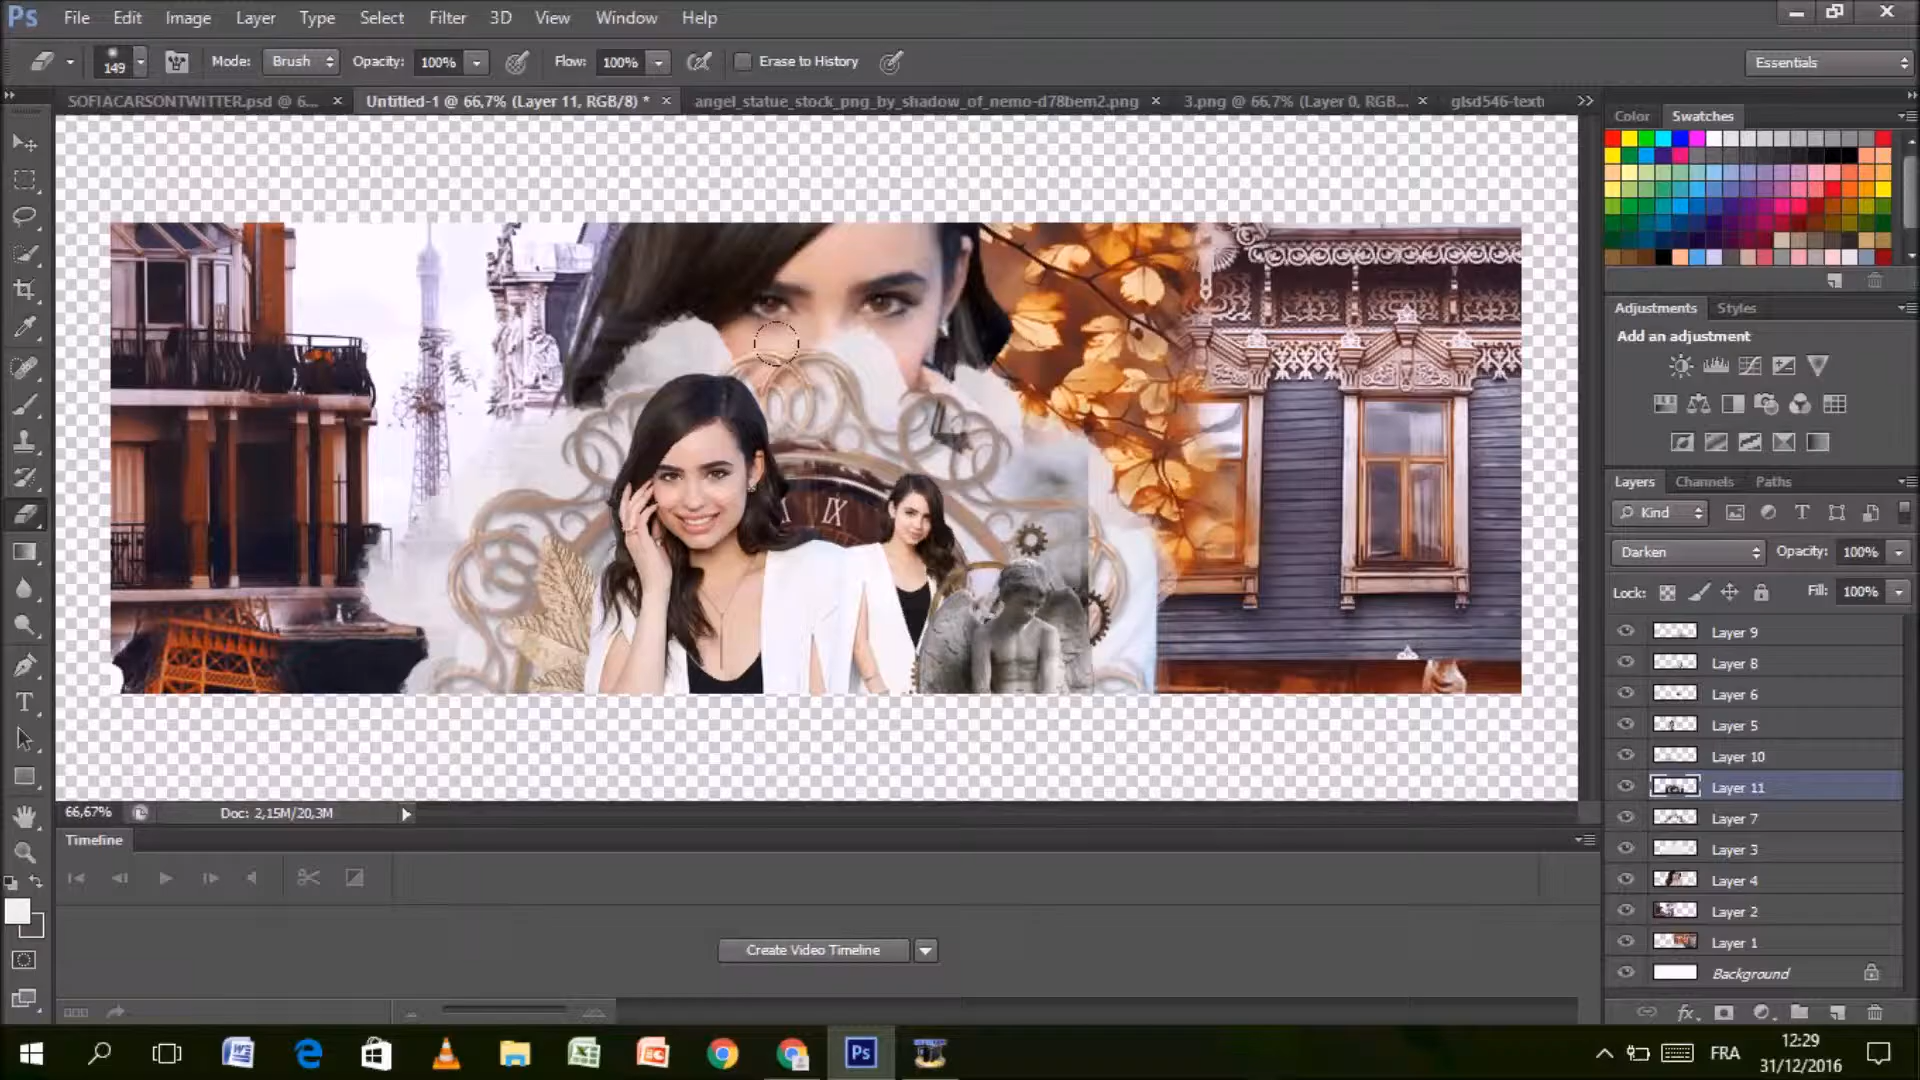 Ps File Edit Image Layer Type Select Filter 3D View Window Help
149 Mode: Brush Opacity: 100% Flow: 100% Erase to History Essentials
SOFIACARSONTWITTER.psd @ 6... × Untitled-1 @ 66,7% (Layer 11, RGB/8) * × angel_statue_stock_png_by_shadow_of_nemo-d78bem2.png × 3.png @ 66,7% (Layer 0, RGB... × glsd546-text
Color Swatches
Adjustments Styles
Add an adjustment
IX
Layers Channels Paths
Kind
Darken Opacity: 100%
Lock: Fill: 100%
Layer 9
Layer 8
Layer 6
Layer 5
Layer 10
Layer 11
Layer 7
Layer 3
Layer 4
Layer 2
Layer 1
Background
66,67% Doc: 2,15M/20,3M
Timeline
Create Video Timeline
fx
Ps
FRA
12:29
31/12/2016